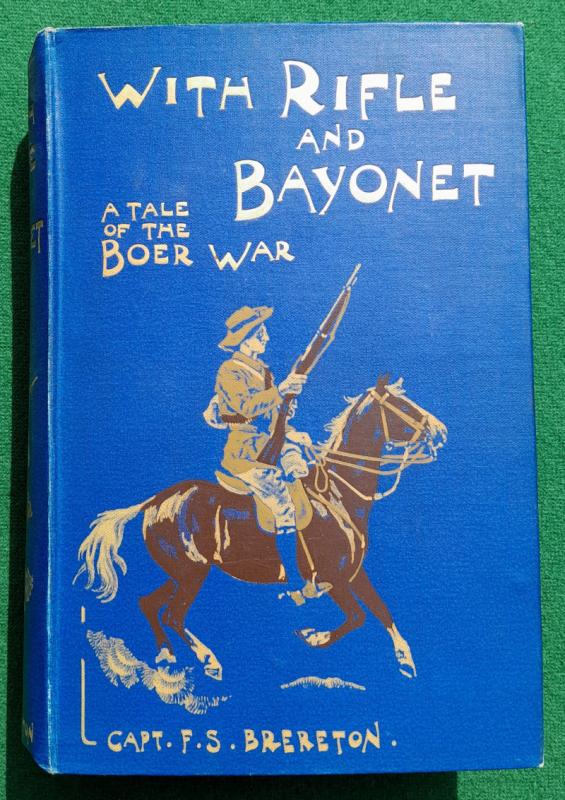 WITH RIFLE
AND
BAYONET
A TALE
OF THE
BOER WAR
CAPT. F.S. BRERETON.